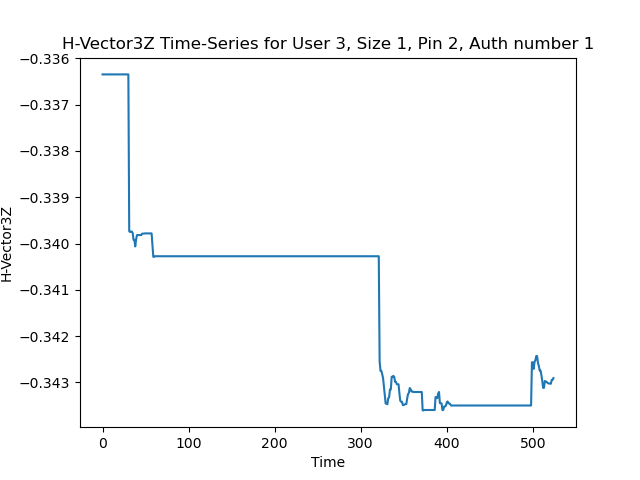 H-Vector3Z Time-Series for User 3, Size 1, Pin 2, Auth number 1
−0.336
−0.337
−0.338
−0.339
−0.340
−0.341
−0.342
−0.343
H-Vector3Z
0 100 200 300 400 500
Time